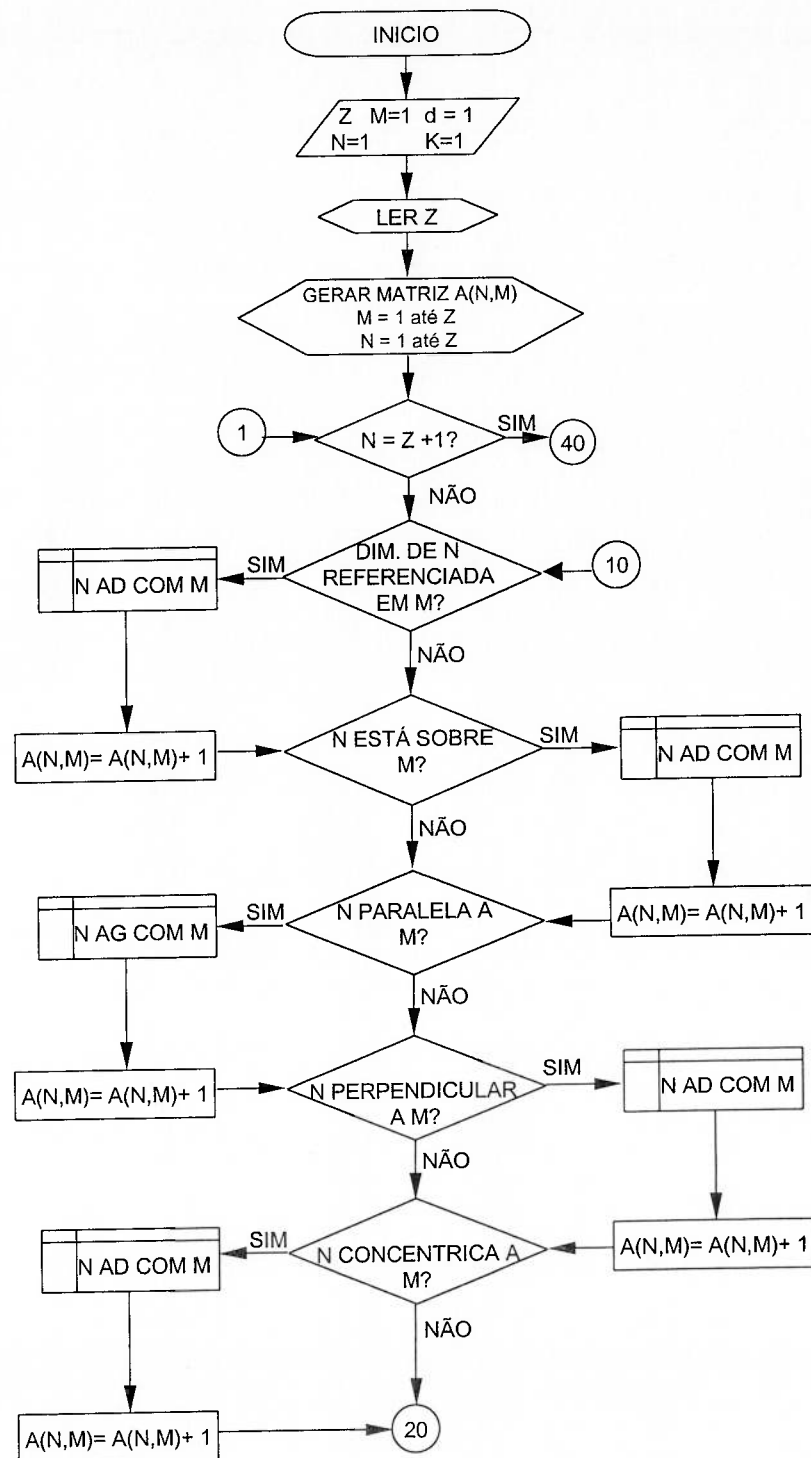 INICIO
Z M=1 d = 1
N=1 K=1
LER Z
GERAR MATRIZ A(N,M)
M = 1 até Z
N = 1 até Z
1
N = Z +1?
SIM
40
NÃO
DIM. DE N
REFERENCIADA
EM M?
10
SIM
N AD COM M
NÃO
A(N,M)= A(N,M)+ 1
N ESTÁ SOBRE
M?
SIM
N AD COM M
NÃO
A(N,M)= A(N,M)+ 1
N PARALELA A
M?
SIM
N AG COM M
NÃO
A(N,M)= A(N,M)+ 1
N PERPENDICULAR
A M?
SIM
N AD COM M
NÃO
A(N,M)= A(N,M)+ 1
N CONCENTRICA A
M?
SIM
N AD COM M
NÃO
A(N,M)= A(N,M)+ 1
20